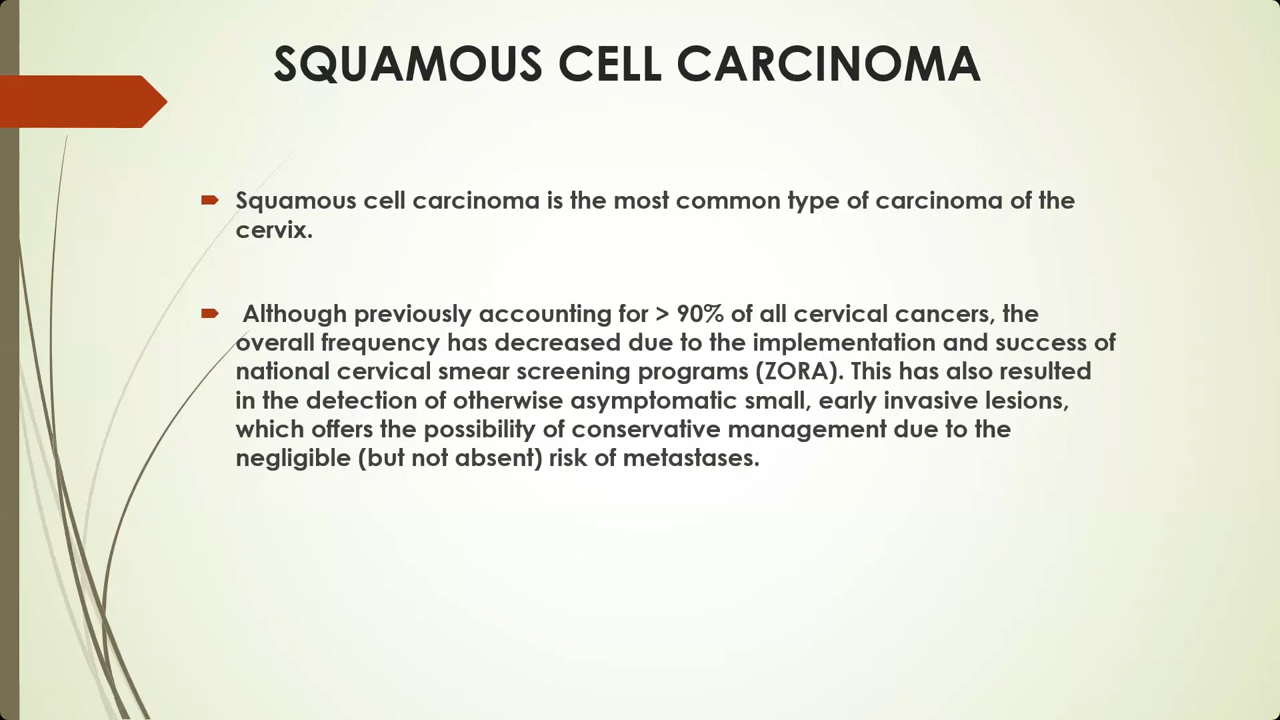 SQUAMOUS CELL CARCINOMA
Squamous cell carcinoma is the most common type of carcinoma of the
cervix.
Although previously accounting for > 90% of all cervical cancers, the
overall frequency has decreased due to the implementation and success of
national cervical smear screening programs (ZORA). This has also resulted
in the detection of otherwise asymptomatic small, early invasive lesions,
which offers the possibility of conservative management due to the
negligible (but not absent) risk of metastases.